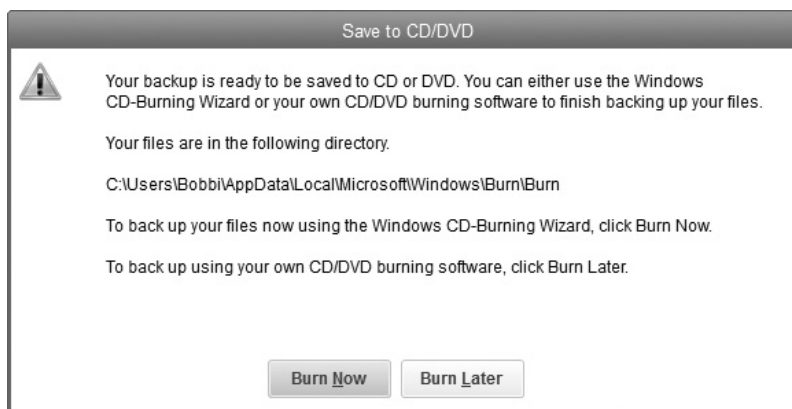 Save to CD/DVD
Your backup is ready to be saved to CD or DVD. You can either use the Windows
CD-Burning Wizard or your own CD/DVD burning software to finish backing up your files.
Your files are in the following directory.
C:\Users\Bobbi\AppData\Local\Microsoft\Windows\Burn\Burn
To back up your files now using the Windows CD-Burning Wizard, click Burn Now.
To back up using your own CD/DVD burning software, click Burn Later.
Burn Now
Burn Later